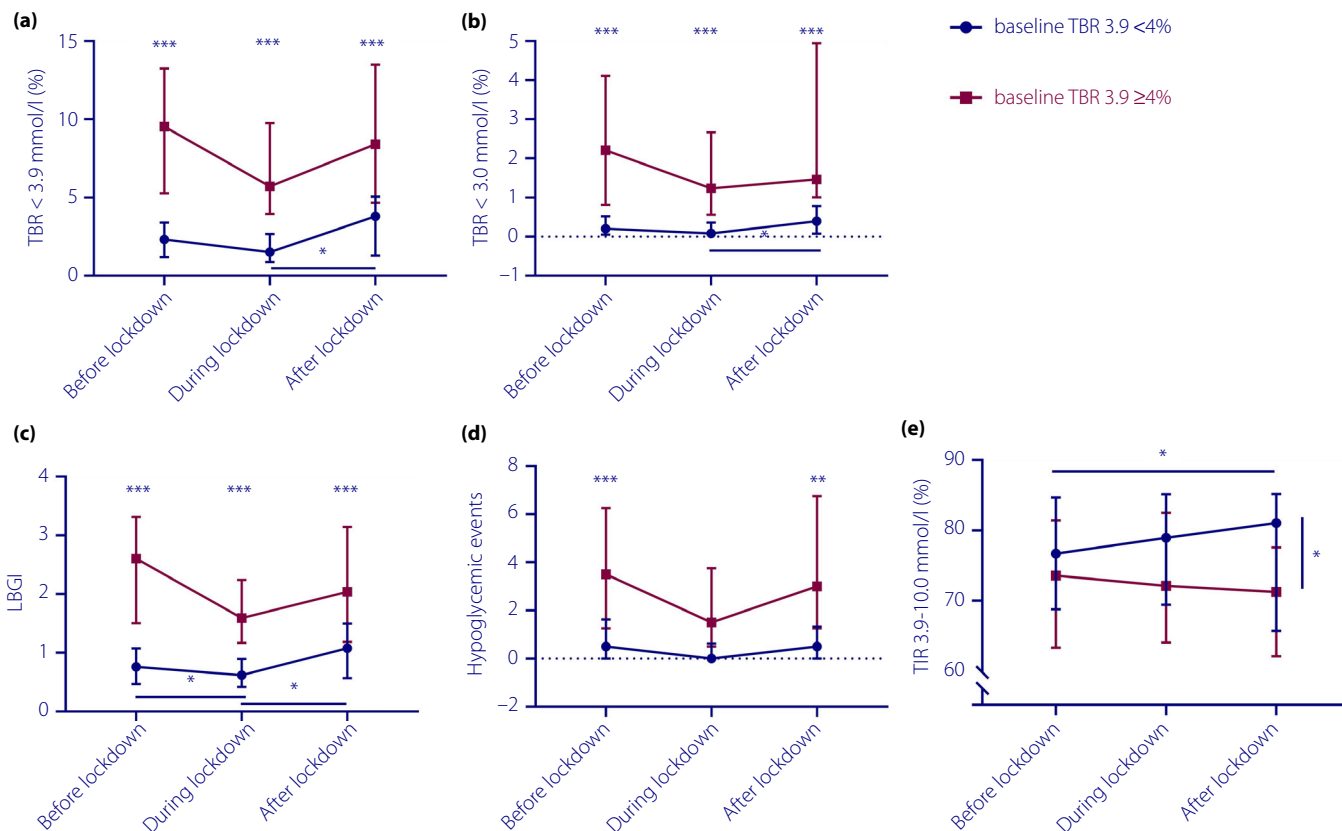 (a)
TBR < 3.9 mmol/l (%)
15
10
5
0
***
***
***
*
Before lockdown
During lockdown
After lockdown
(b)
TBR < 3.0 mmol/l (%)
5
4
3
2
1
0
−1
***
***
***
*
Before lockdown
During lockdown
After lockdown
baseline TBR 3.9 <4%
baseline TBR 3.9 ≥4%
(c)
LBGI
4
3
2
1
0
***
***
***
*
*
Before lockdown
During lockdown
After lockdown
(d)
Hypoglycemic events
8
6
4
2
0
−2
***
**
Before lockdown
During lockdown
After lockdown
(e)
TIR 3.9-10.0 mmol/l (%)
90
80
70
60
*
*
Before lockdown
During lockdown
After lockdown